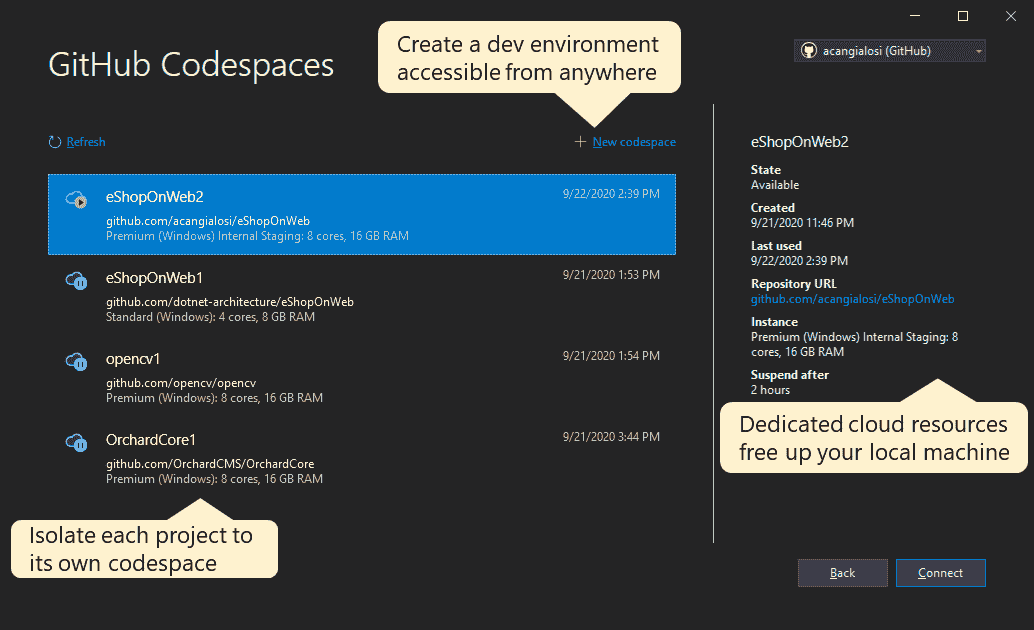 Create a dev environment
accessible from anywhere
acangialosi (GitHub)
GitHub Codespaces
Refresh
New codespace
eShopOnWeb2
9/22/2020 2:39 PM
github.com/acangialosi/eShopOnWeb
Premium (Windows) Internal Staging: 8 cores, 16 GB RAM
eShopOnWeb1
9/21/2020 1:53 PM
github.com/dotnet-architecture/eShopOnWeb
Standard (Windows): 4 cores, 8 GB RAM
opencv1
9/21/2020 1:54 PM
github.com/opencv/opencv
Premium (Windows): 8 cores, 16 GB RAM
OrchardCore1
9/21/2020 3:44 PM
github.com/OrchardCMS/OrchardCore
Premium (Windows): 8 cores, 16 GB RAM
Isolate each project to
its own codespace
eShopOnWeb2
State
Available
Created
9/21/2020 11:46 PM
Last used
9/22/2020 2:39 PM
Repository URL
github.com/acangialosi/eShopOnWeb
Instance
Premium (Windows) Internal Staging: 8
cores, 16 GB RAM
Suspend after
2 hours
Dedicated cloud resources
free up your local machine
Back
Connect